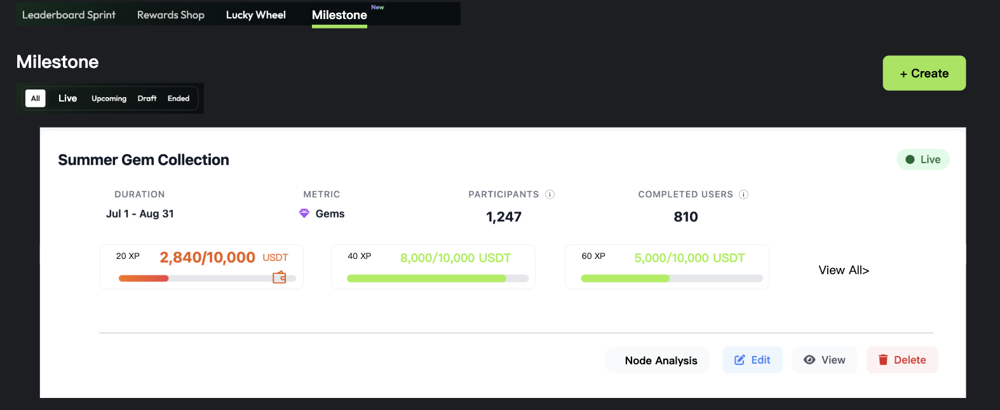 Leaderboard Sprint Rewards Shop Lucky Wheel Milestone New
Milestone
+ Create
All Live Upcoming Draft Ended
Summer Gem Collection
Live
DURATION METRIC PARTICIPANTS i COMPLETED USERS i
Jul 1 - Aug 31 Gems 1,247 810
20 XP 2,840/10,000 USDT 40 XP 8,000/10,000 USDT 60 XP 5,000/10,000 USDT
View All>
Node Analysis Edit View Delete